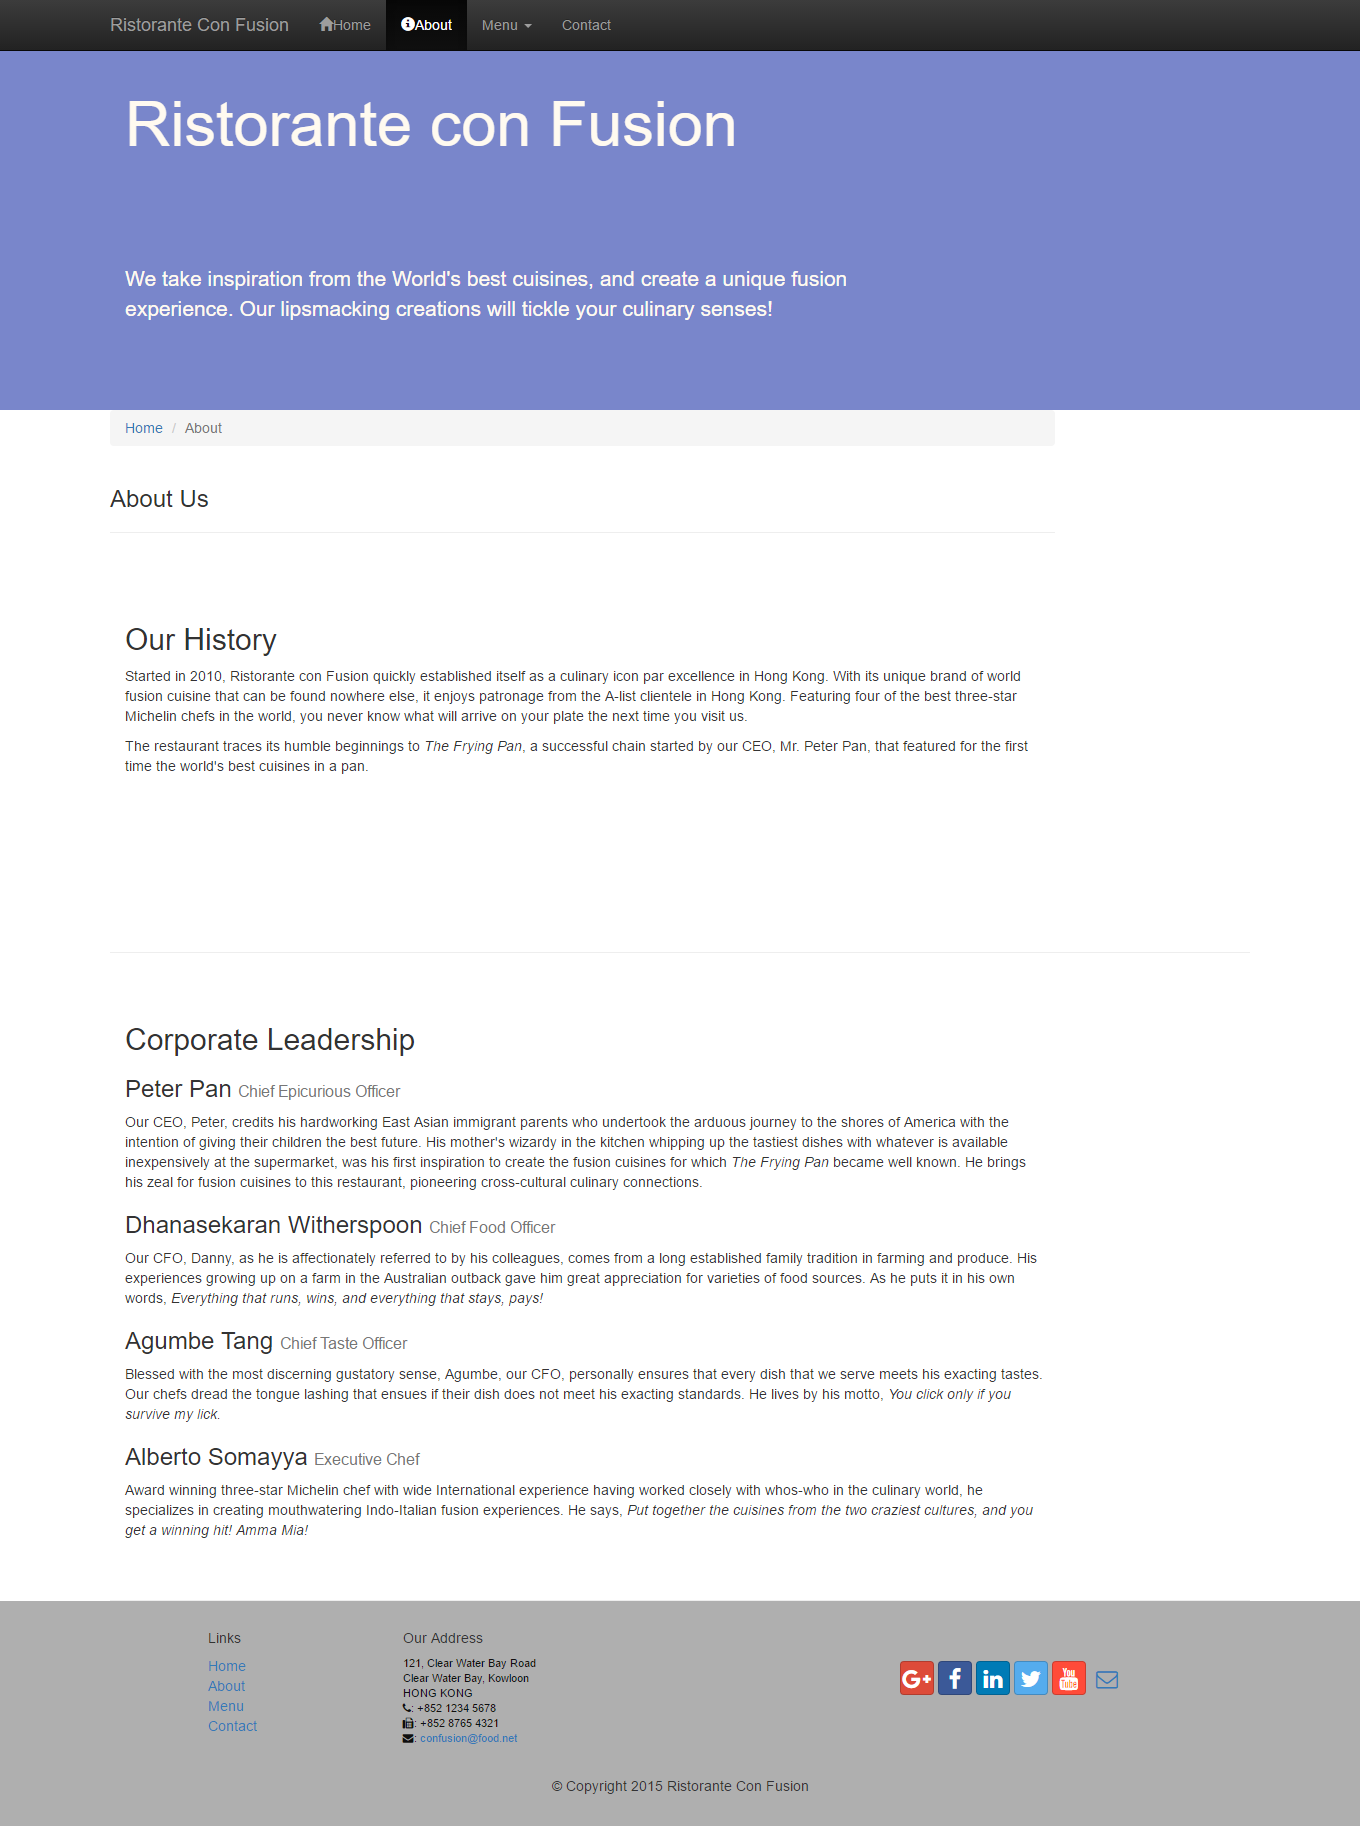 Ristorante Con Fusion Home About Menu Contact
Ristorante con Fusion
We take inspiration from the World's best cuisines, and create a unique fusion
experience. Our lipsmacking creations will tickle your culinary senses!
Home / About
About Us
Our History
Started in 2010, Ristorante con Fusion quickly established itself as a culinary icon par excellence in Hong Kong. With its unique brand of world
fusion cuisine that can be found nowhere else, it enjoys patronage from the A-list clientele in Hong Kong. Featuring four of the best three-star
Michelin chefs in the world, you never know what will arrive on your plate the next time you visit us.
The restaurant traces its humble beginnings to The Frying Pan, a successful chain started by our CEO, Mr. Peter Pan, that featured for the first
time the world's best cuisines in a pan.
Corporate Leadership
Peter Pan Chief Epicurious Officer
Our CEO, Peter, credits his hardworking East Asian immigrant parents who undertook the arduous journey to the shores of America with the
intention of giving their children the best future. His mother's wizardy in the kitchen whipping up the tastiest dishes with whatever is available
inexpensively at the supermarket, was his first inspiration to create the fusion cuisines for which The Frying Pan became well known. He brings
his zeal for fusion cuisines to this restaurant, pioneering cross-cultural culinary connections.
Dhanasekaran Witherspoon Chief Food Officer
Our CFO, Danny, as he is affectionately referred to by his colleagues, comes from a long established family tradition in farming and produce. His
experiences growing up on a farm in the Australian outback gave him great appreciation for varieties of food sources. As he puts it in his own
words, Everything that runs, wins, and everything that stays, pays!
Agumbe Tang Chief Taste Officer
Blessed with the most discerning gustatory sense, Agumbe, our CFO, personally ensures that every dish that we serve meets his exacting tastes.
Our chefs dread the tongue lashing that ensues if their dish does not meet his exacting standards. He lives by his motto, You click only if you
survive my lick.
Alberto Somayya Executive Chef
Award winning three-star Michelin chef with wide International experience having worked closely with whos-who in the culinary world, he
specializes in creating mouthwatering Indo-Italian fusion experiences. He says, Put together the cuisines from the two craziest cultures, and you
get a winning hit! Amma Mia!
Links
Home
About
Menu
Contact
Our Address
121, Clear Water Bay Road
Clear Water Bay, Kowloon
HONG KONG
: +852 1234 5678
: +852 8765 4321
: confusion@food.net
G+ f in You Tube
© Copyright 2015 Ristorante Con Fusion